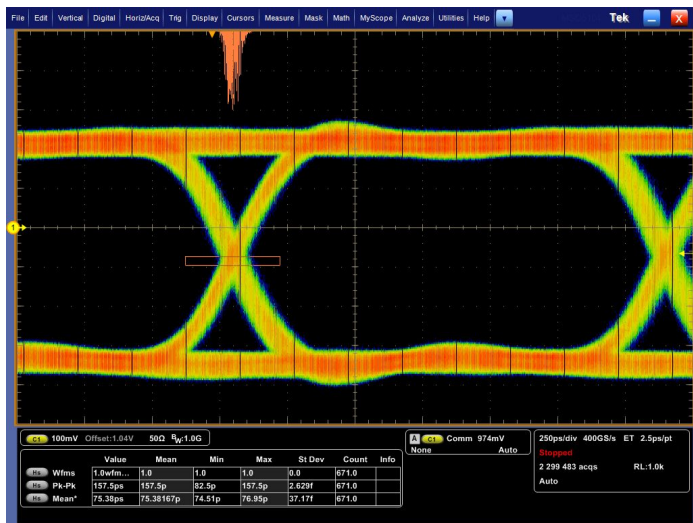 File Edit Vertical Digital Horiz/Acq Trig Display Cursors Measure Mask Math MyScope Analyze Utilities Help Tek X
1
C1 100mV Offset:1.04V 50Ω BW:1.0G
A C1 Comm 974mV
None Auto
250ps/div 400GS/s ET 2.5ps/pt
Stopped
2 299 483 acqs RL:1.0k
Auto
Value Mean Min Max St Dev Count Info
Hs Wfms 1.0wfm... 1.0 1.0 1.0 0.0 671.0
Hs Pk-Pk 157.5ps 157.5p 82.5p 157.5p 2.629f 671.0
Hs Mean* 75.38ps 75.38167p 74.51p 76.95p 37.17f 671.0